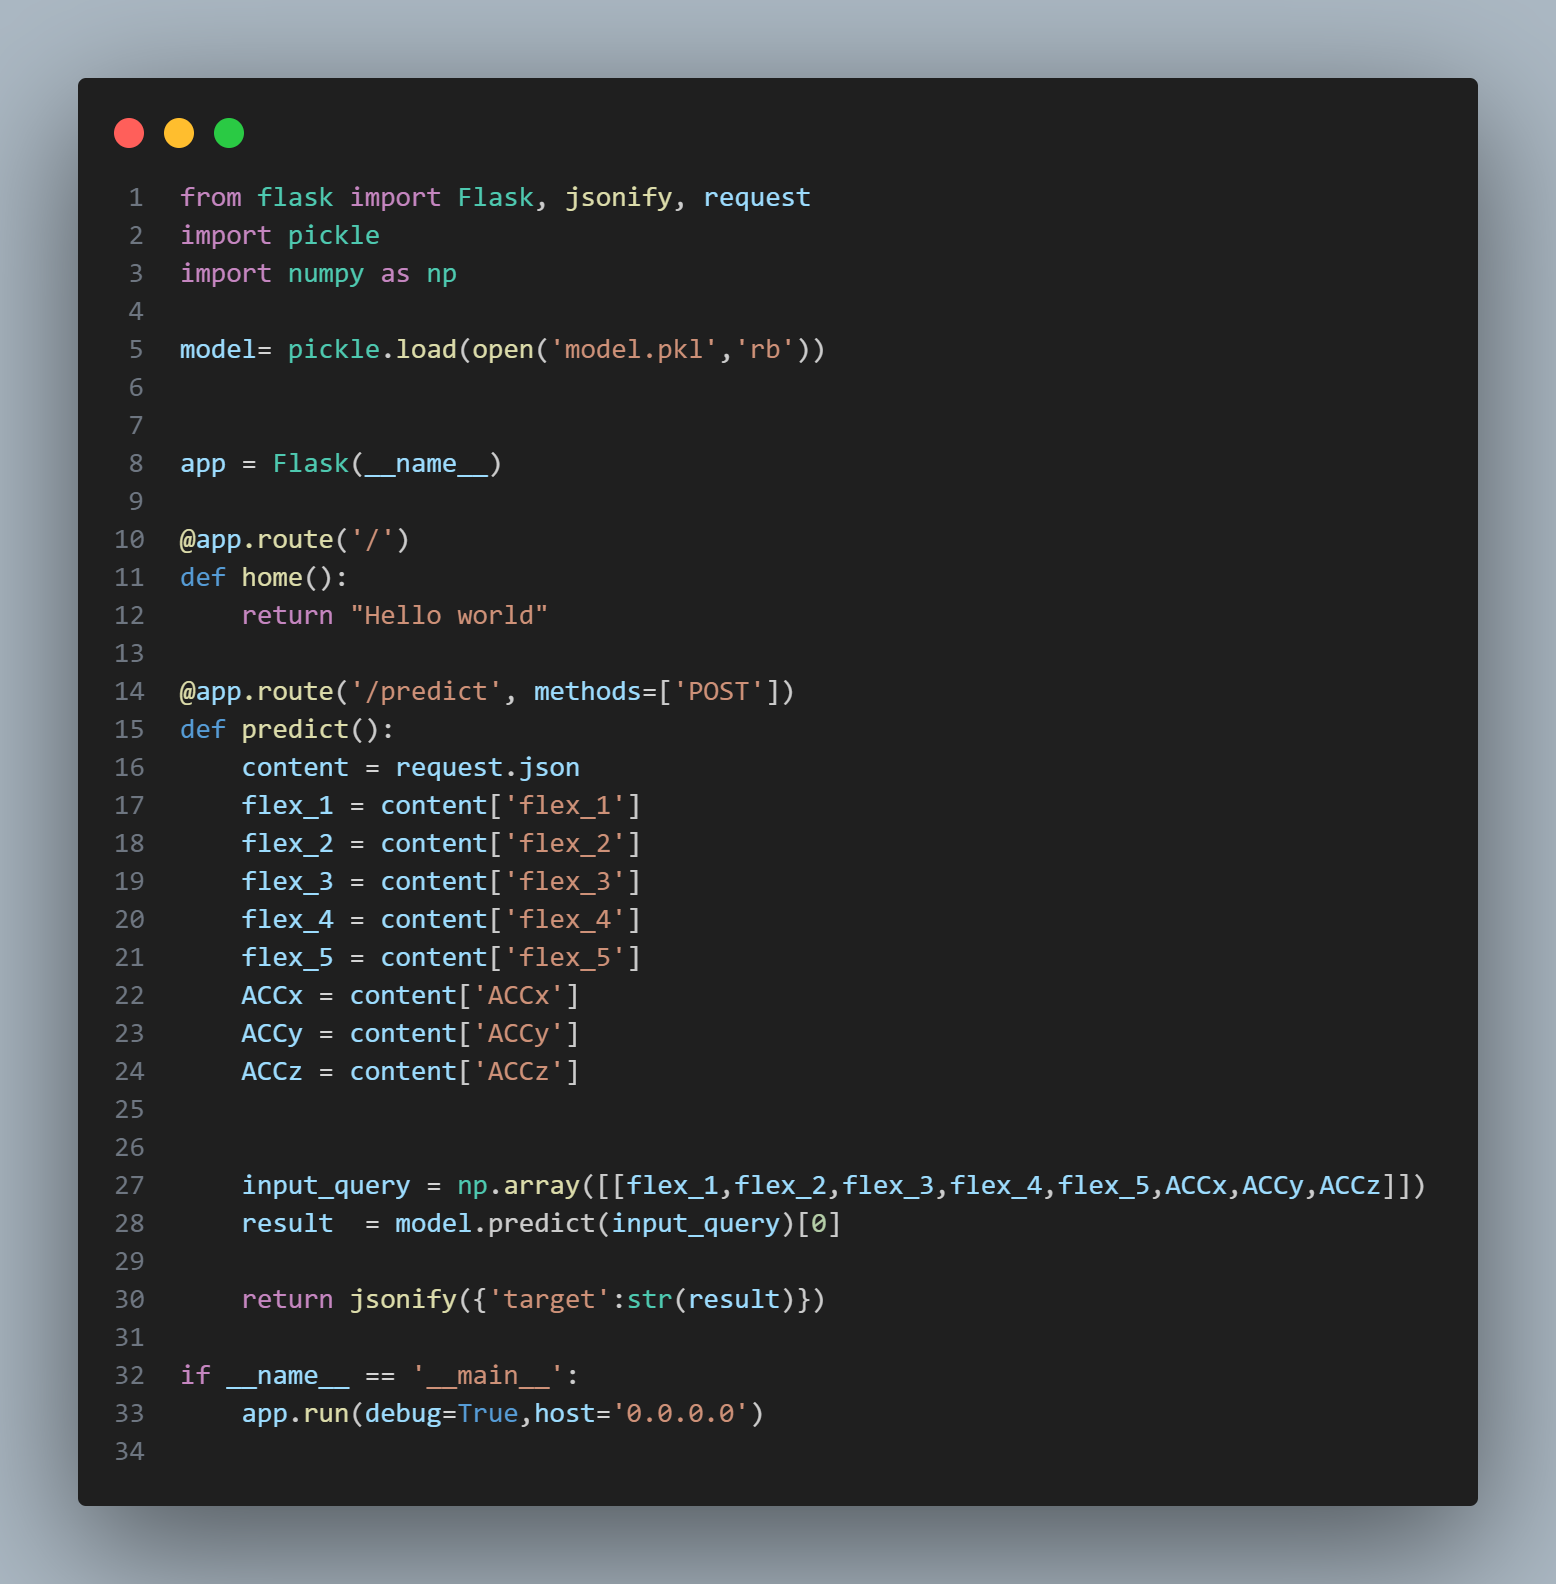 1 from flask import Flask, jsonify, request
2 import pickle
3 import numpy as np
4
5 model= pickle.load(open('model.pkl','rb'))
6
7
8 app = Flask(__name__)
9
10 @app.route('/')
11 def home():
12     return "Hello world"
13
14 @app.route('/predict', methods=['POST'])
15 def predict():
16     content = request.json
17     flex_1 = content['flex_1']
18     flex_2 = content['flex_2']
19     flex_3 = content['flex_3']
20     flex_4 = content['flex_4']
21     flex_5 = content['flex_5']
22     ACCx = content['ACCx']
23     ACCy = content['ACCy']
24     ACCz = content['ACCz']
25
26
27     input_query = np.array([[flex_1,flex_2,flex_3,flex_4,flex_5,ACCx,ACCy,ACCz]])
28     result  = model.predict(input_query)[0]
29
30     return jsonify({'target':str(result)})
31
32 if __name__ == '__main__':
33     app.run(debug=True,host='0.0.0.0')
34